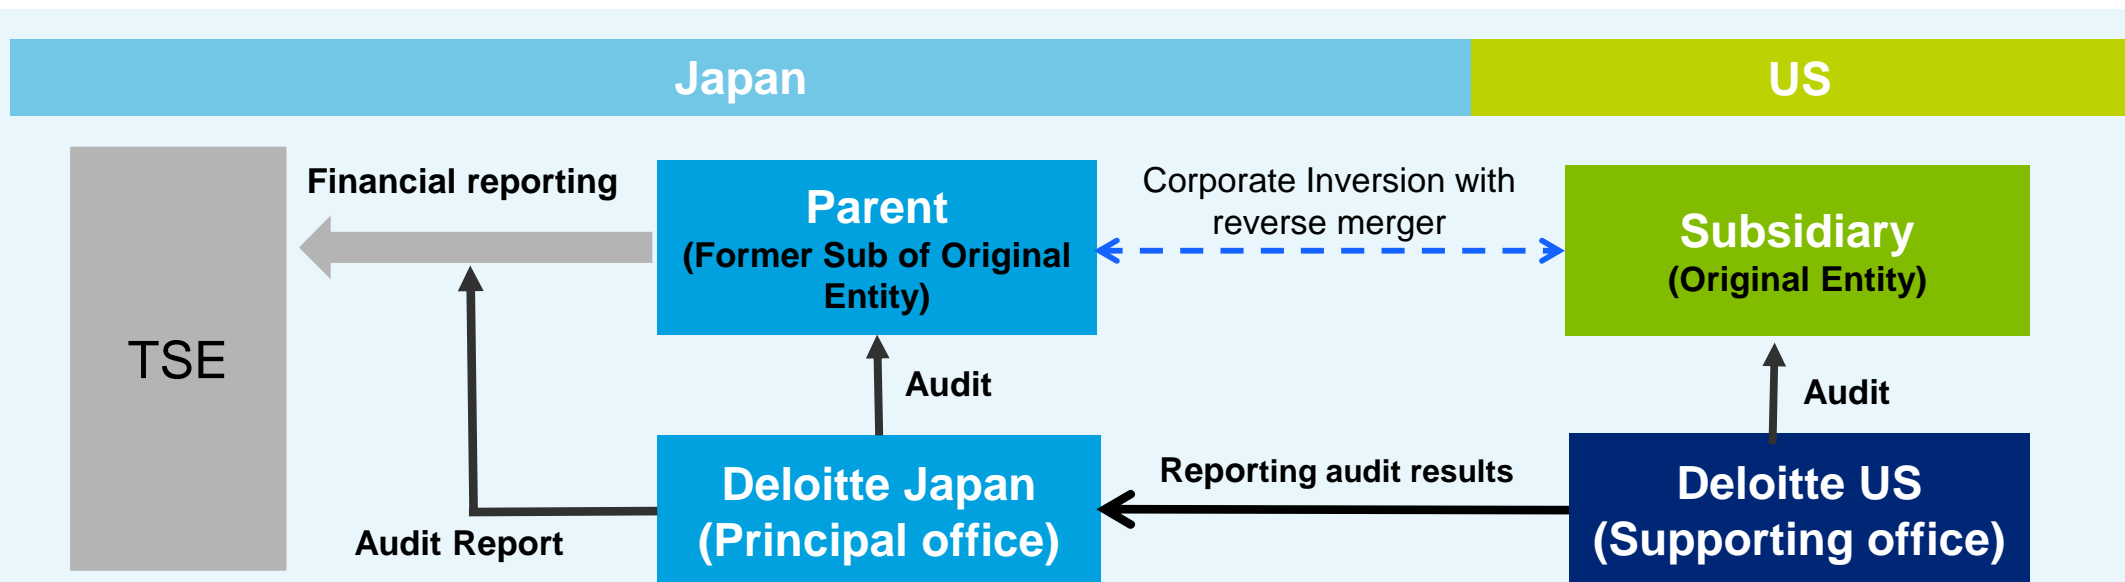 Japan
US
TSE
Financial reporting
Parent
(Former Sub of Original
Entity)
Corporate Inversion with
reverse merger
Subsidiary
(Original Entity)
Audit
Audit
Audit Report
Deloitte Japan
(Principal office)
Reporting audit results
Deloitte US
(Supporting office)